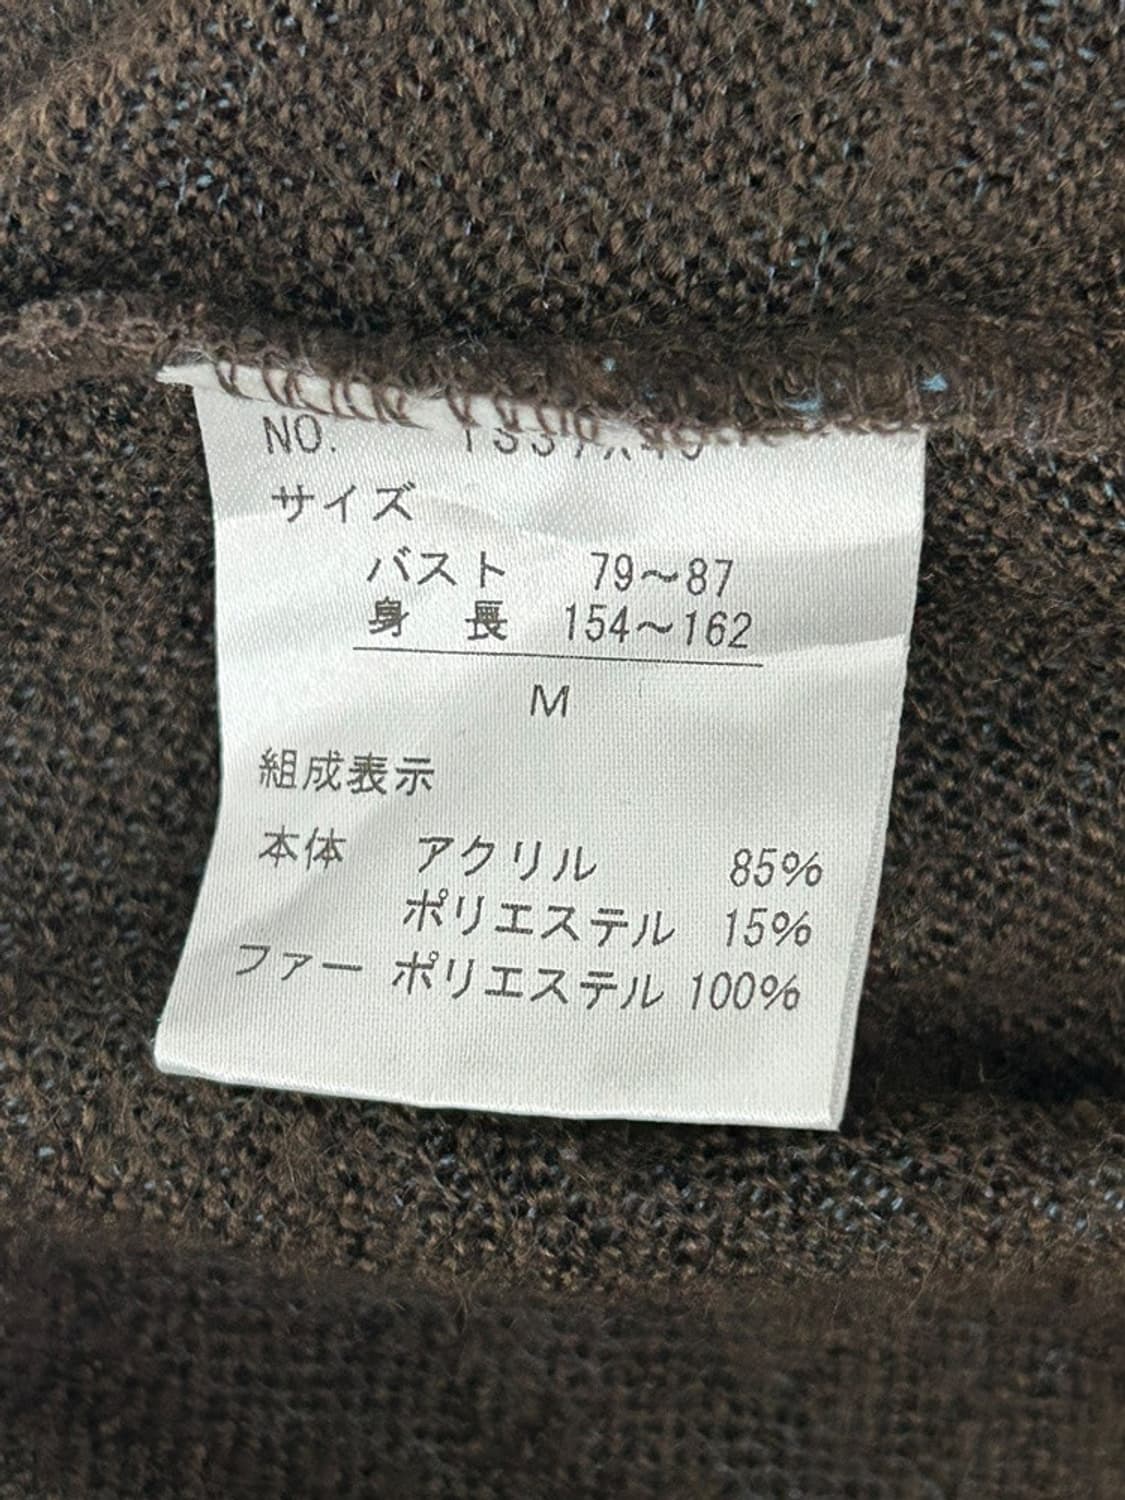 NO.
サイズ
バスト 79～87
身 長 154～162
M
組成表示
本体 アクリル 85%
ポリエステル 15%
ファー ポリエステル 100%